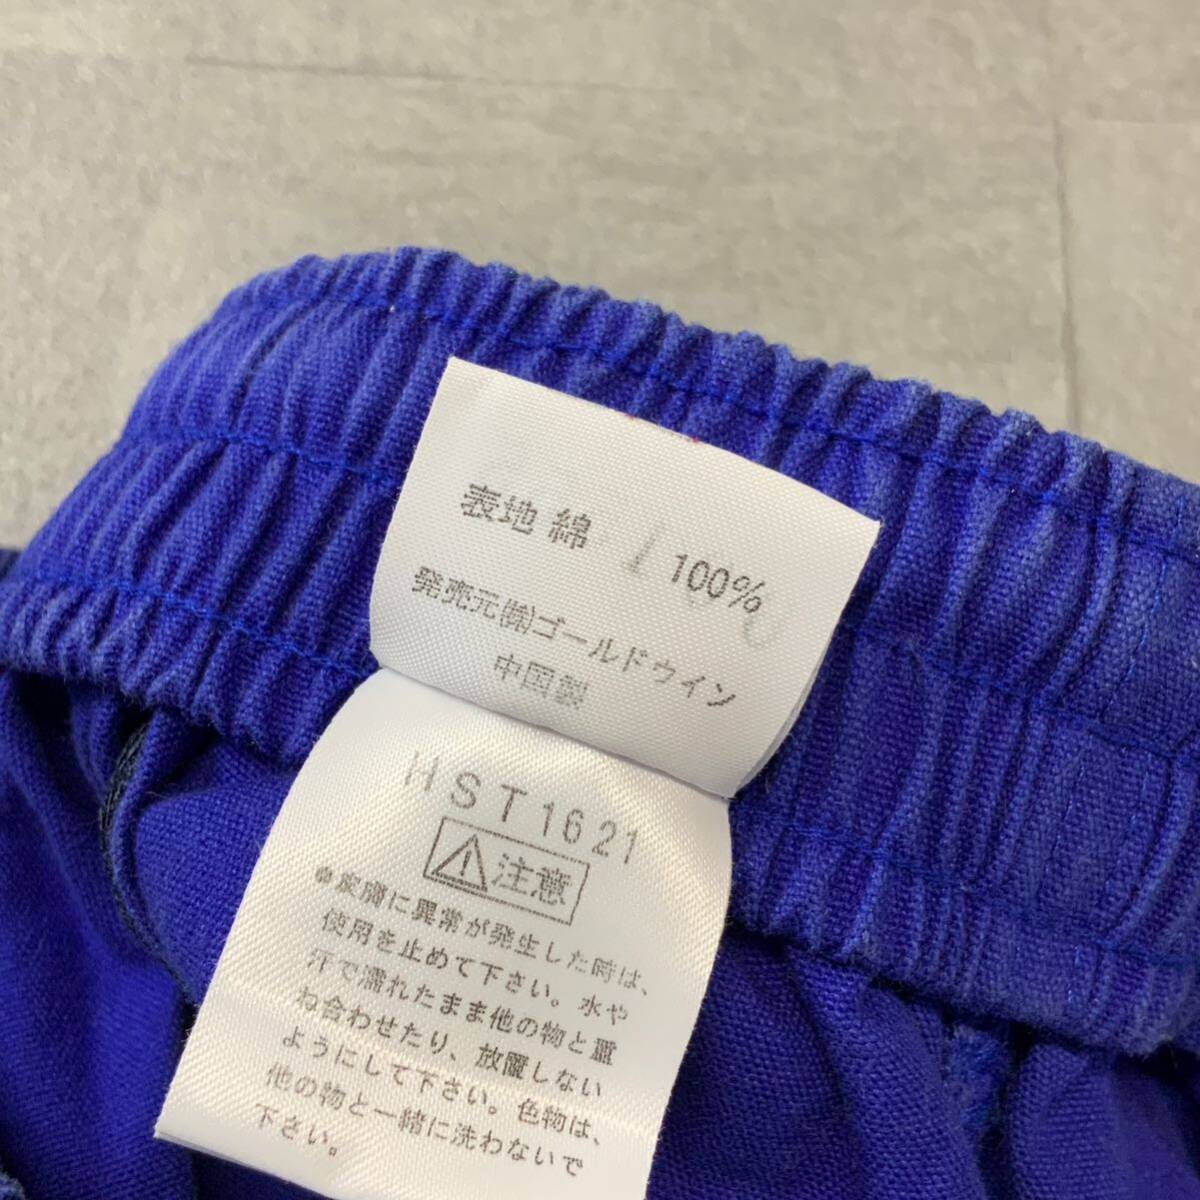 表地 綿 100%
発売元㈱ゴールドウイン
中国製
HST1621
注意
●皮膚に異常が発生した時は、
使用を止めて下さい。水や
汗で濡れたまま他の物と重
ね合わせたり、放置しない
ようにして下さい。色物は、
他の物と一緒に洗わないで
下さい。